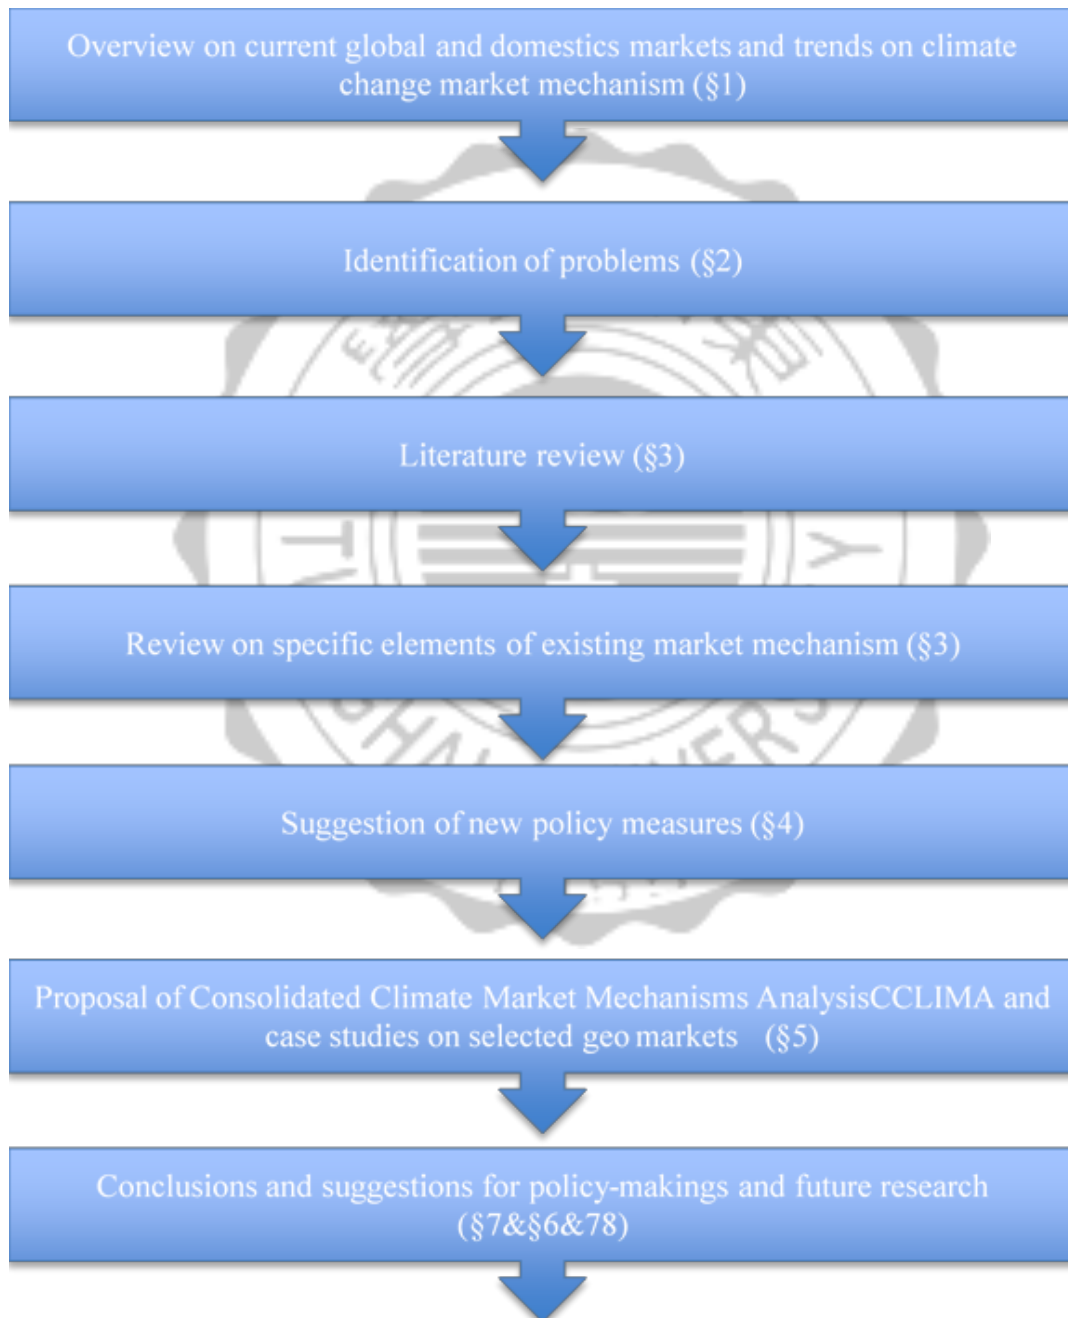 Overview on current global and domestics markets and trends on climate
change market mechanism (§1)
Identification of problems (§2)
Literature review (§3)
Review on specific elements of existing market mechanism (§3)
Suggestion of new policy measures (§4)
Proposal of Consolidated Climate Market Mechanisms AnalysisCCLIMA and
case studies on selected geo markets (§5)
Conclusions and suggestions for policy-makings and future research
(§7&§6&78)